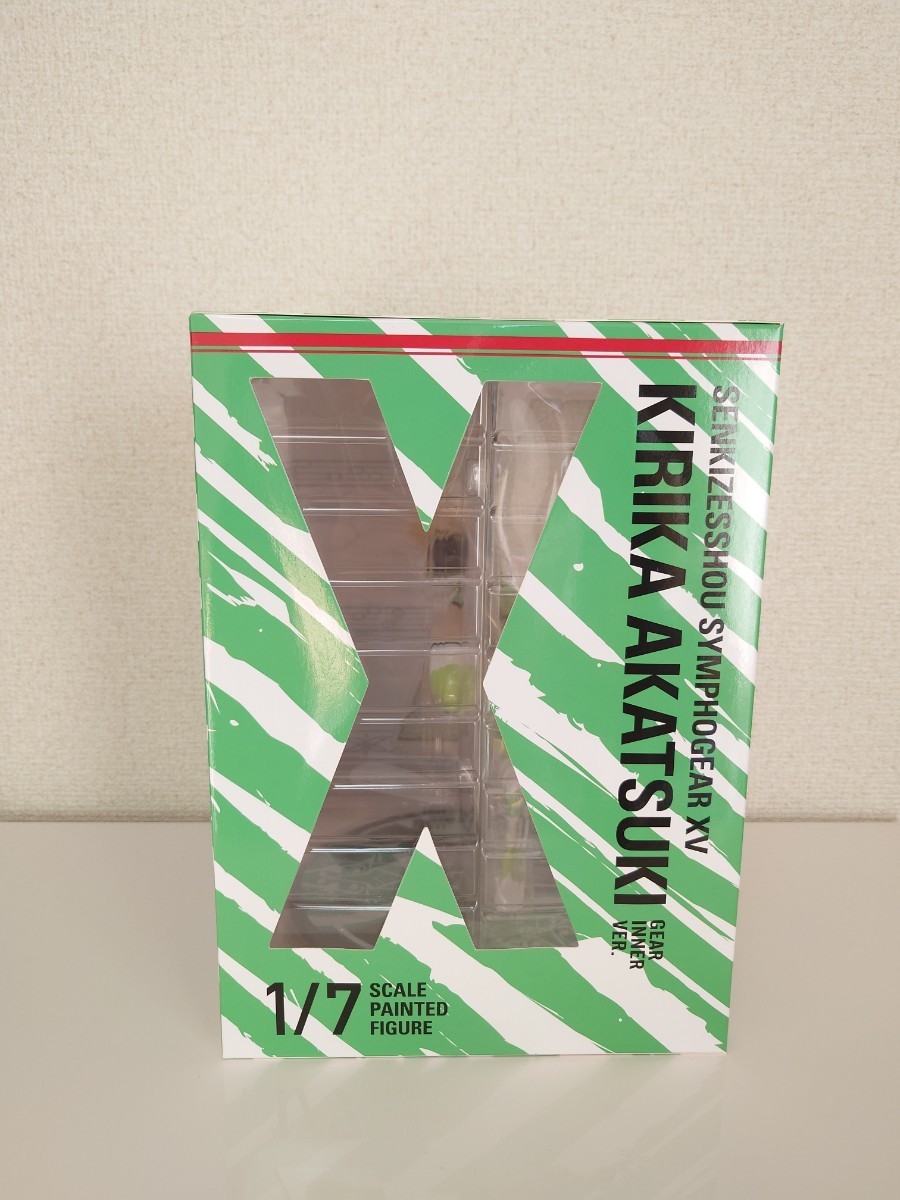 SENKIZESSHOU SYMPHOGEAR XV
KIRIKA AKATSUKI
GEAR
INNER
VER.
1/7
SCALE
PAINTED
FIGURE